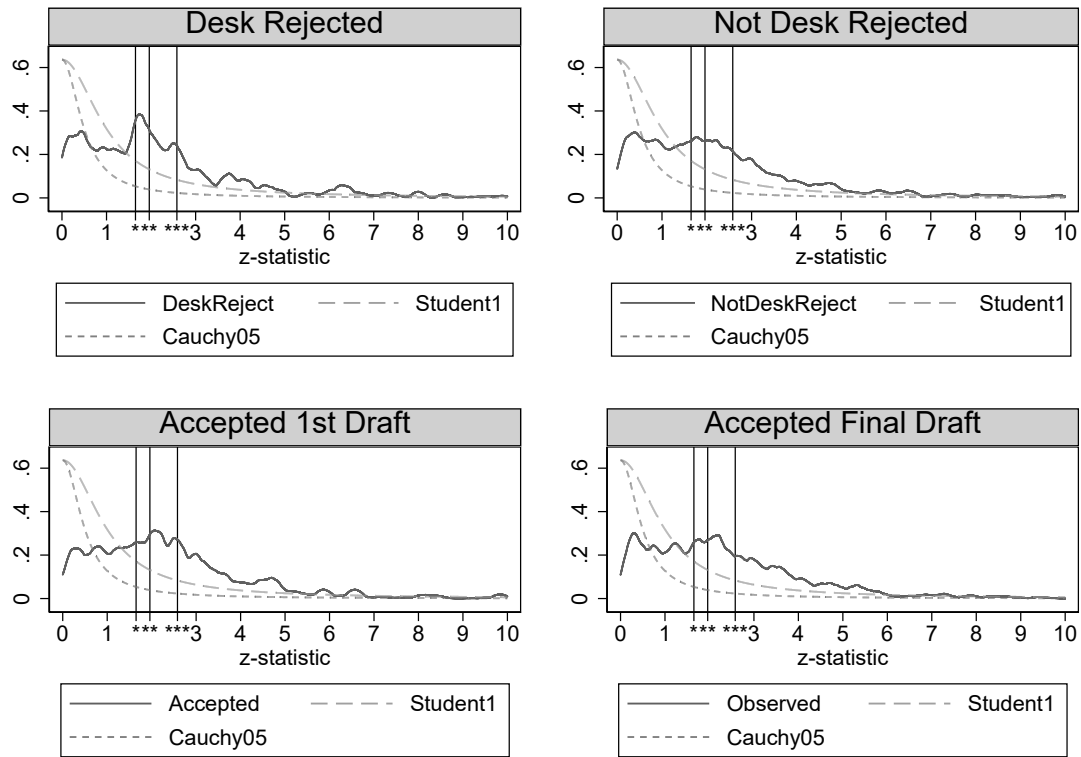 Desk Rejected
.6
.4
.2
0
0 1 *** ***3 4 5 6 7 8 9 10
z-statistic
DeskReject Student1
Cauchy05
Not Desk Rejected
.6
.4
.2
0
0 1 *** ***3 4 5 6 7 8 9 10
z-statistic
NotDeskReject Student1
Cauchy05
Accepted 1st Draft
.6
.4
.2
0
0 1 *** ***3 4 5 6 7 8 9 10
z-statistic
Accepted Student1
Cauchy05
Accepted Final Draft
.6
.4
.2
0
0 1 *** ***3 4 5 6 7 8 9 10
z-statistic
Observed Student1
Cauchy05